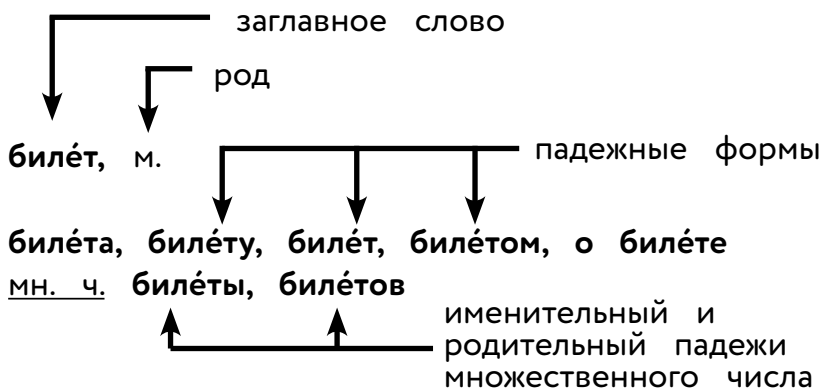 заглавное слово
род
биле́т, м.
падежные формы
биле́та, биле́ту, биле́т, биле́том, о биле́те
мн. ч. биле́ты, биле́тов
именительный и
родительный падежи
множественного числа